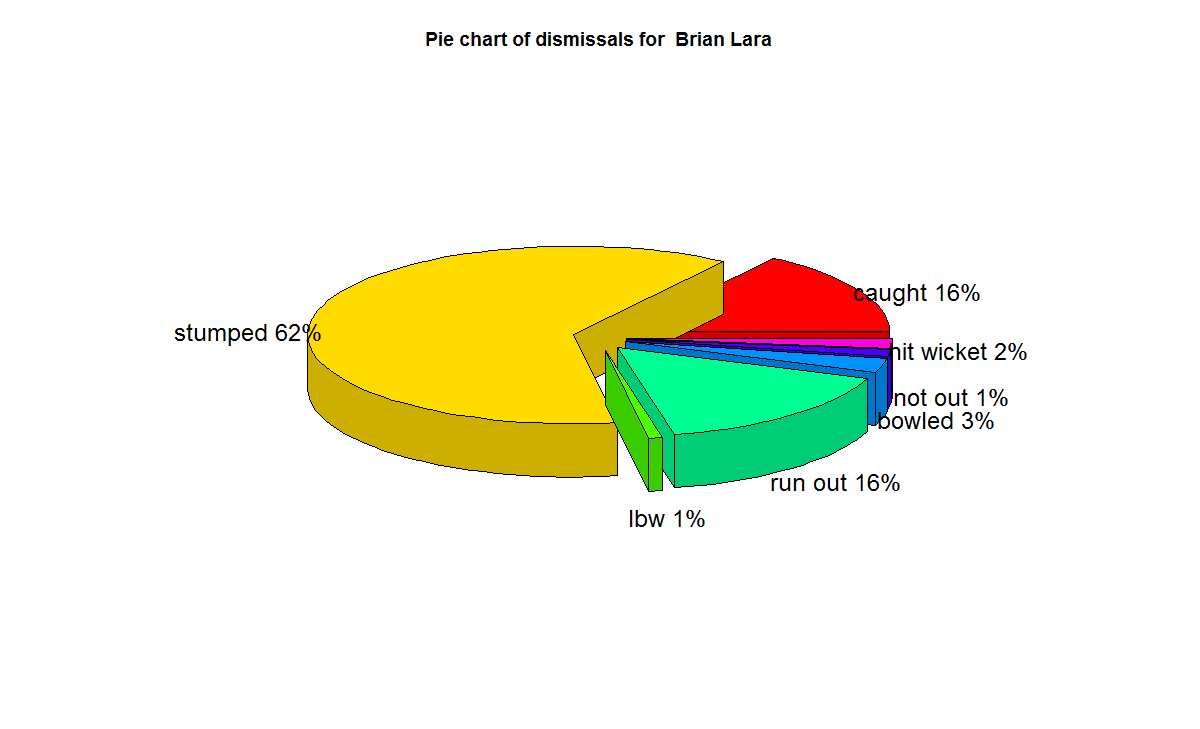 Pie chart of dismissals for  Brian Lara
caught 16%
stumped 62%
hit wicket 2%
not out 1%
bowled 3%
run out 16%
lbw 1%